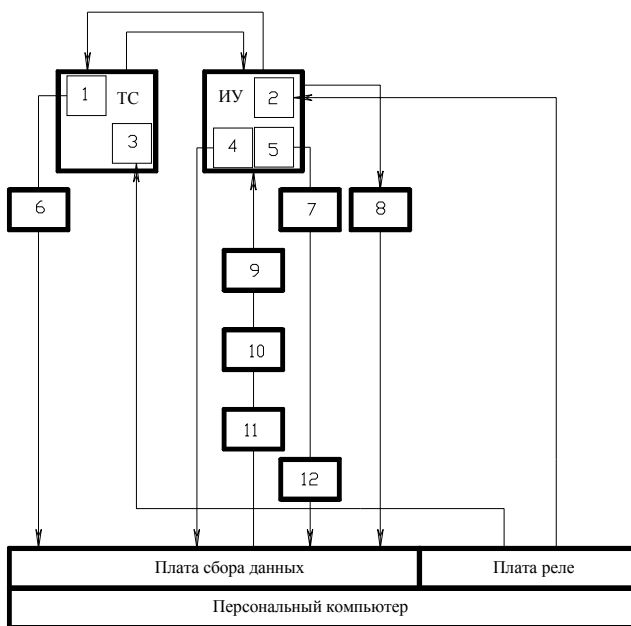 1 ТС
ИУ 2
3
4 5
6
7
8
9
10
11
12
Плата сбора данных
Плата реле
Персональный компьютер